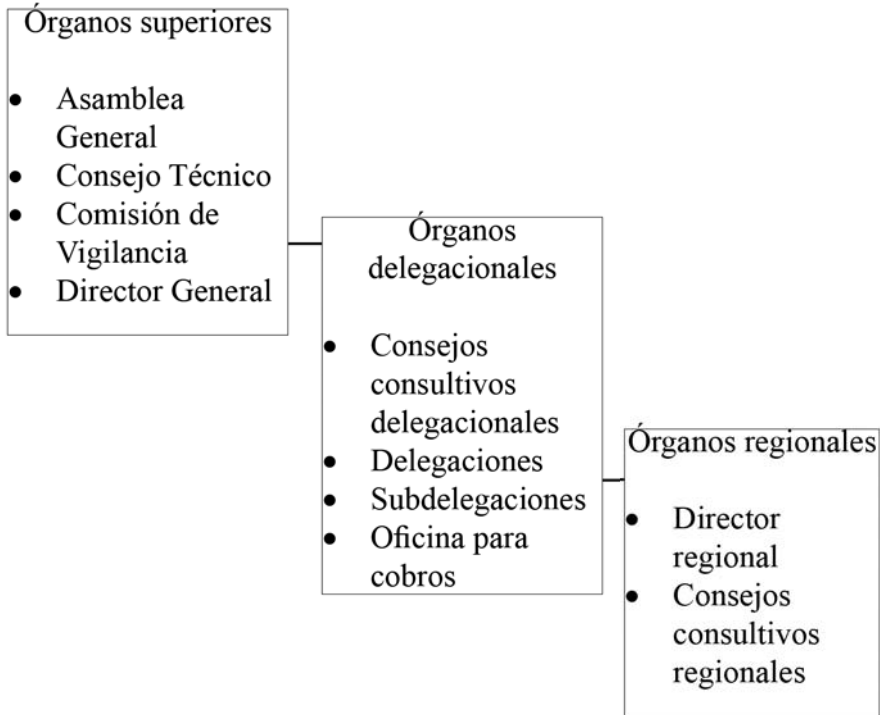 Órganos superiores
● Asamblea
General
● Consejo Técnico
● Comisión de
Vigilancia
● Director General
Órganos
delegacionales
● Consejos
consultivos
delegacionales
● Delegaciones
● Subdelegaciones
● Oficina para
cobros
Órganos regionales
● Director
regional
● Consejos
consultivos
regionales